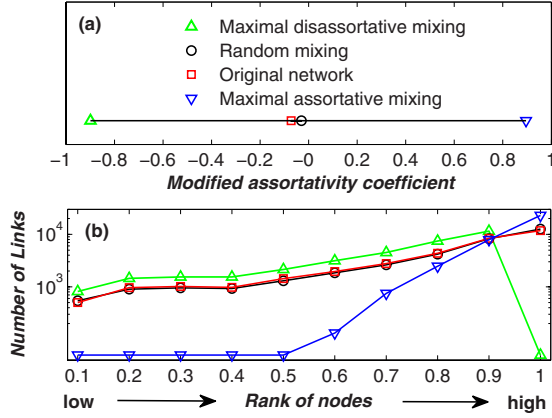 (a)
Maximal disassortative mixing
Random mixing
Original network
Maximal assortative mixing
−1 −0.8 −0.6 −0.4 −0.2 −0 0.2 0.4 0.6 0.8 1
Modified assortativity coefficient
(b)
Number of Links
10^4
10^3
0.1 0.2 0.3 0.4 0.5 0.6 0.7 0.8 0.9 1
low Rank of nodes high